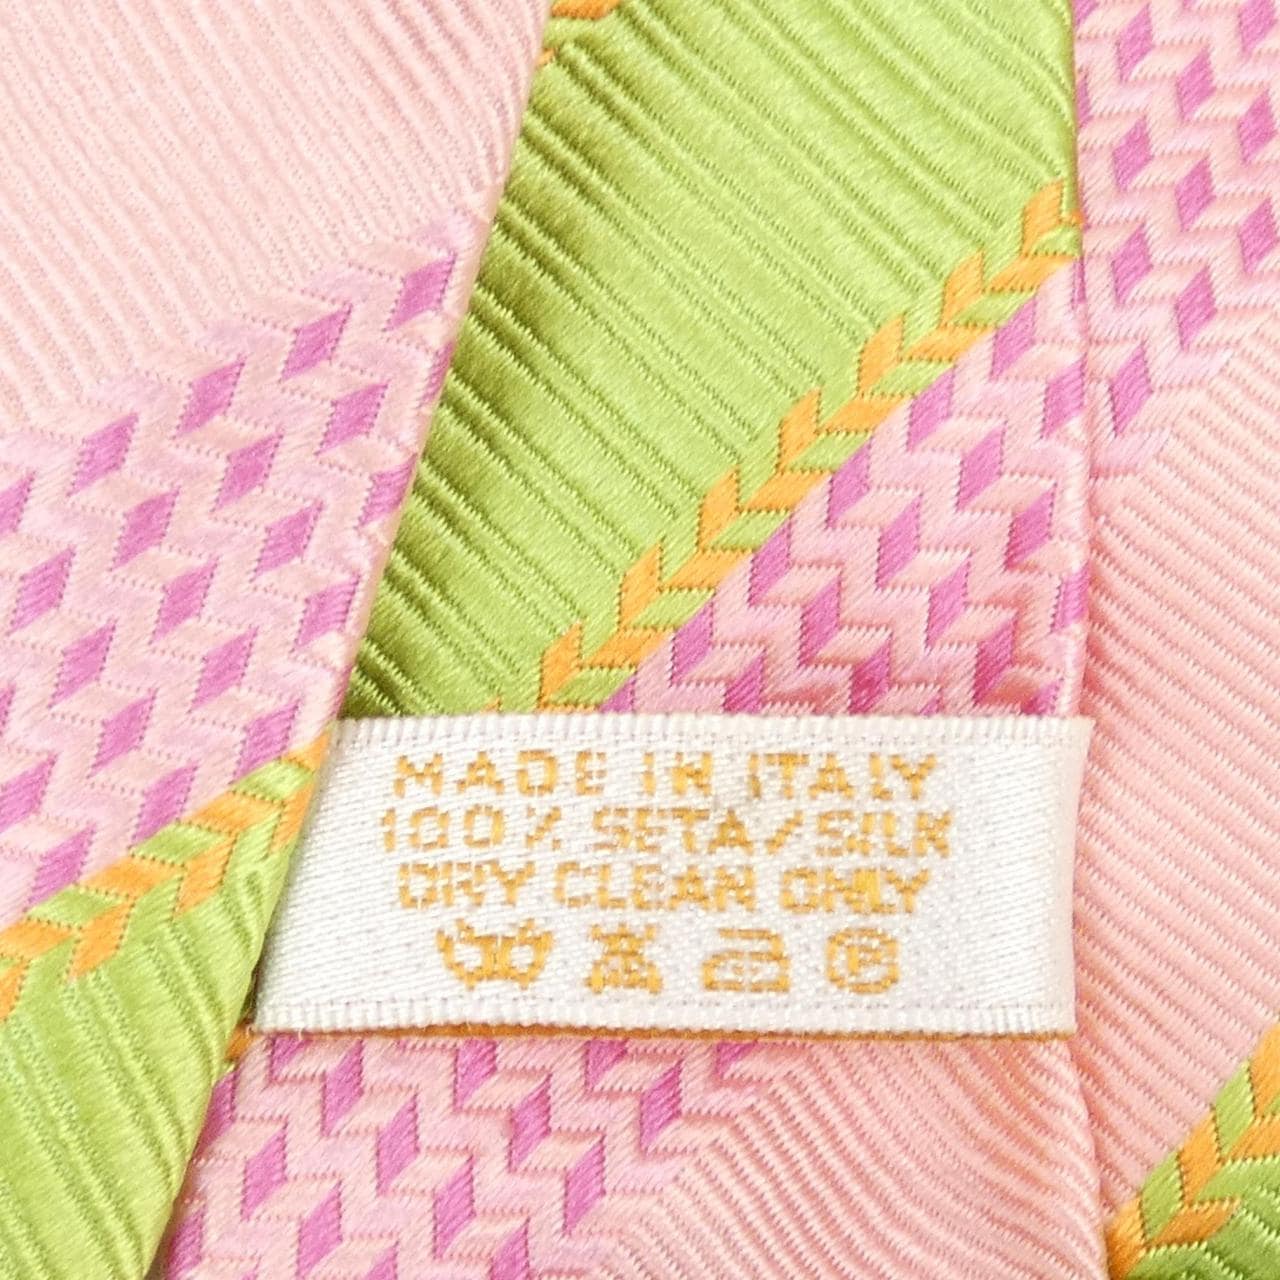 MADE IN ITALY
100% SETA/SILK
DRY CLEAN ONLY
P